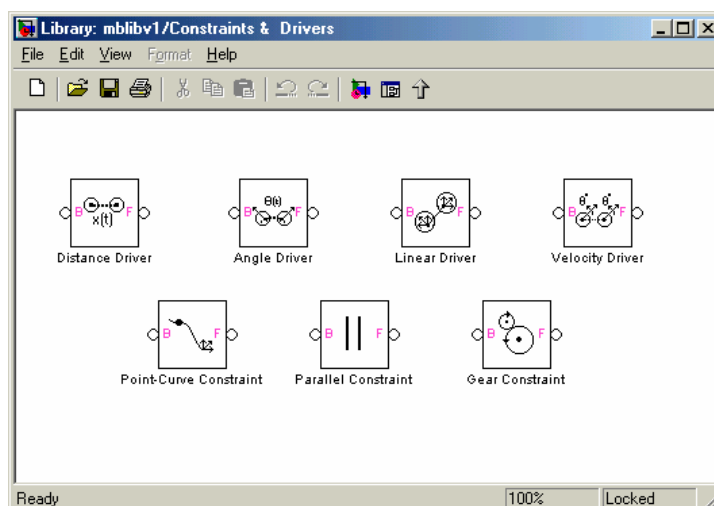 Library: mblibv1/Constraints & Drivers
File Edit View Format Help
B F x(t)
B θ(t) F
B F
B θ̇ θ̇ F
Distance Driver Angle Driver Linear Driver Velocity Driver
B F B F B F
Point-Curve Constraint Parallel Constraint Gear Constraint
Ready 100% Locked